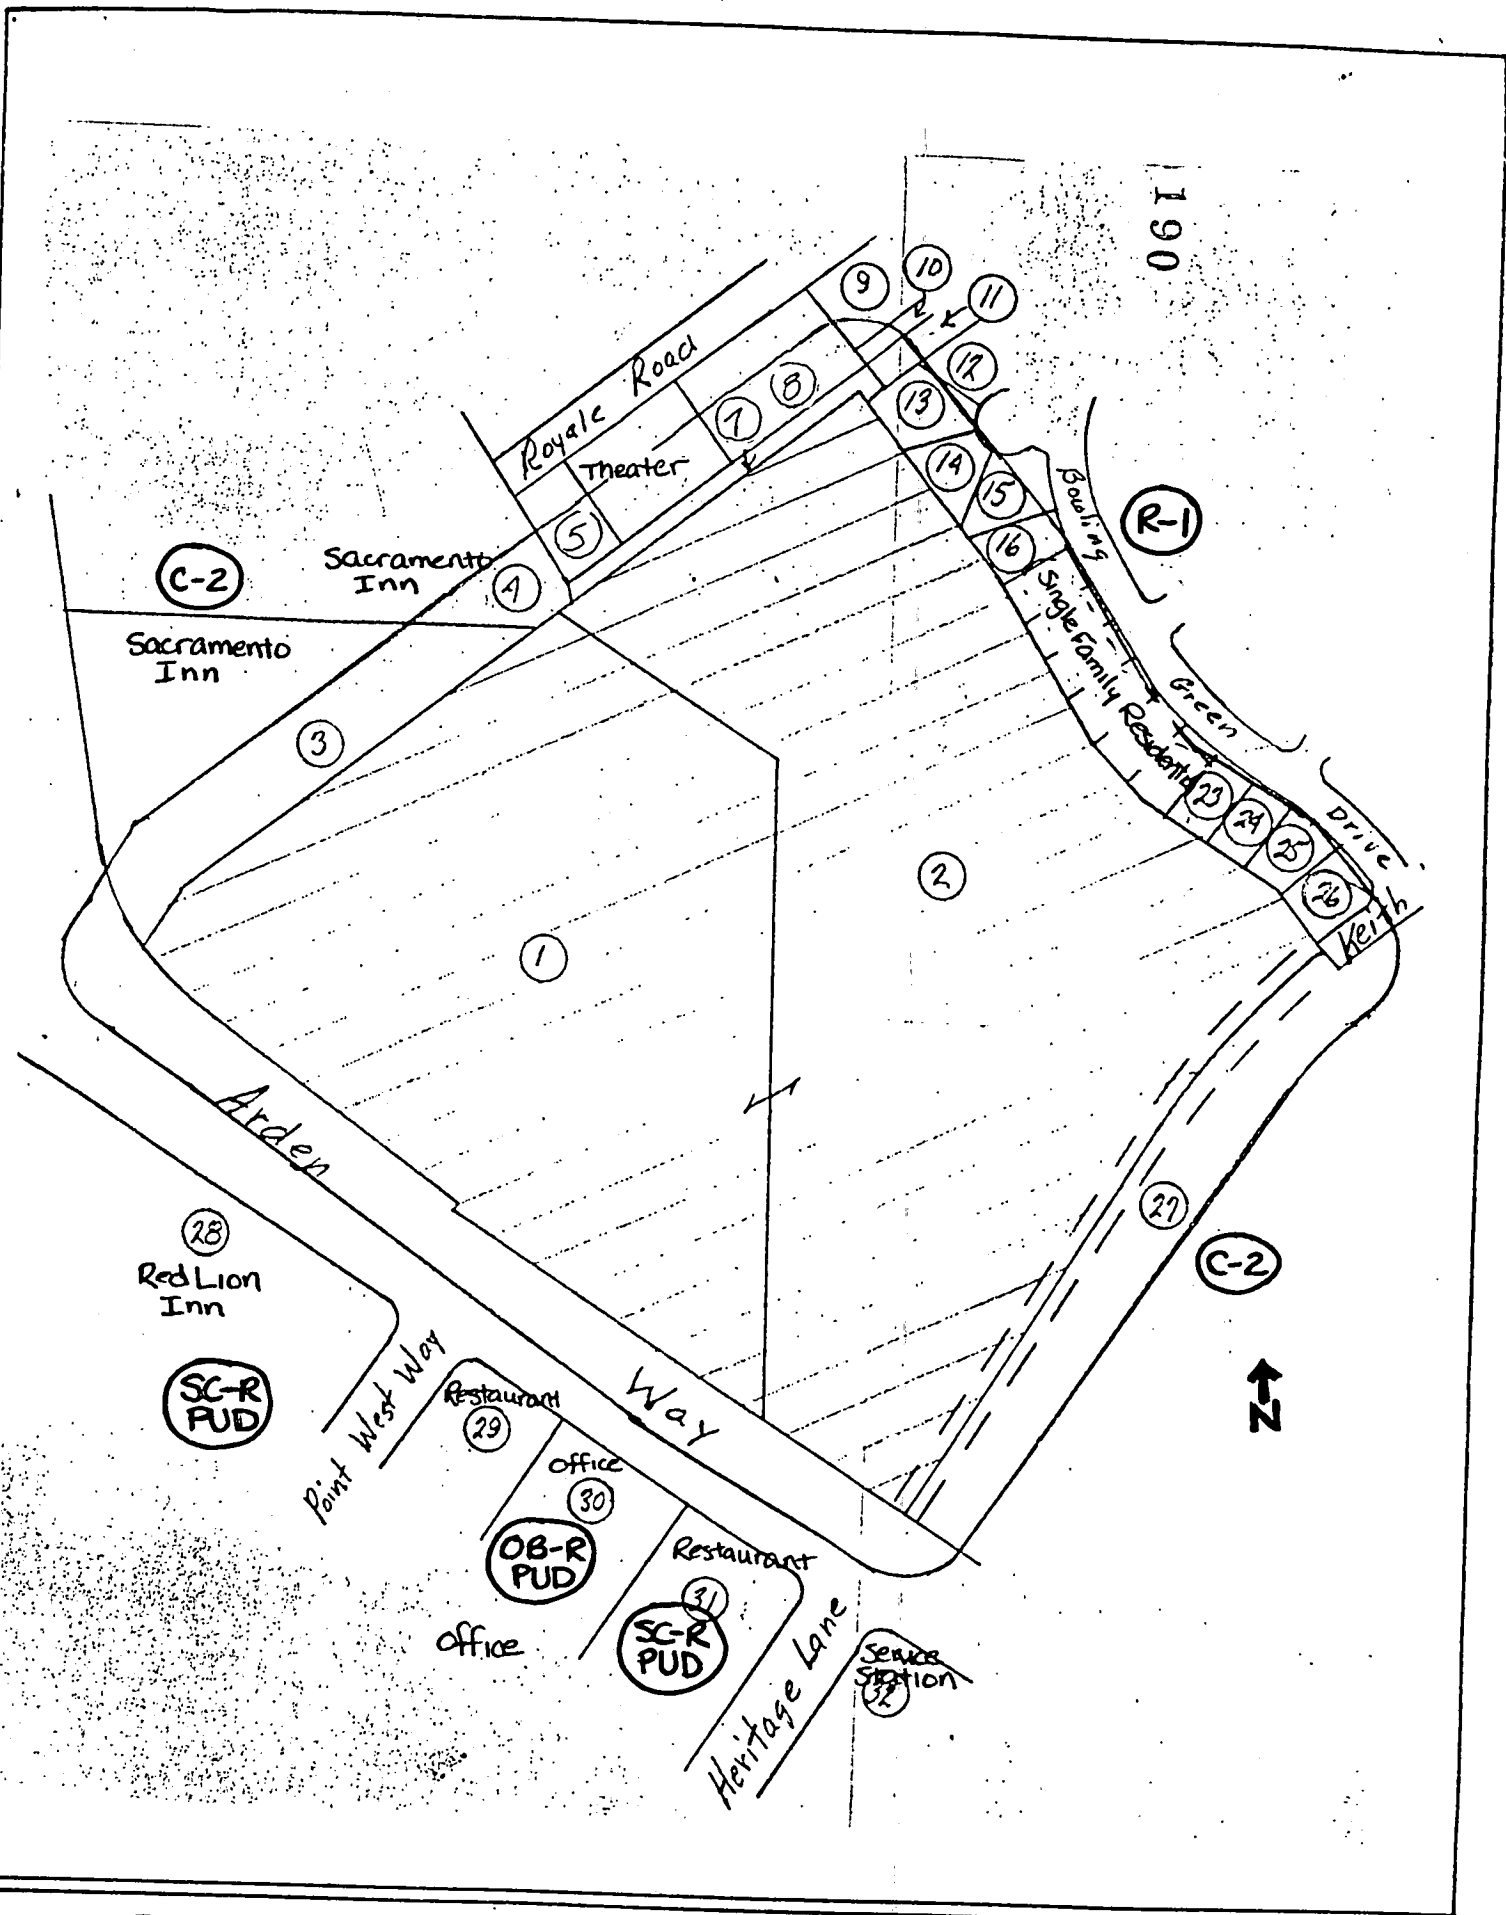 190
9
10
11
12
Royale Road
7
8
13
Theater
14
15
Bowling
R-1
5
16
C-2
Sacramento
Inn
4
Single Family Residential
Sacramento
Inn
Green
3
23
24
25
Drive
2
26
Keith
1
Arden
Way
27
28
Red Lion
Inn
C-2
SC-R
PUD
Point West Way
Restaurant
29
N
Office
30
OB-R
PUD
Restaurant
31
SC-R
PUD
Office
Heritage Lane
Service
Station
32